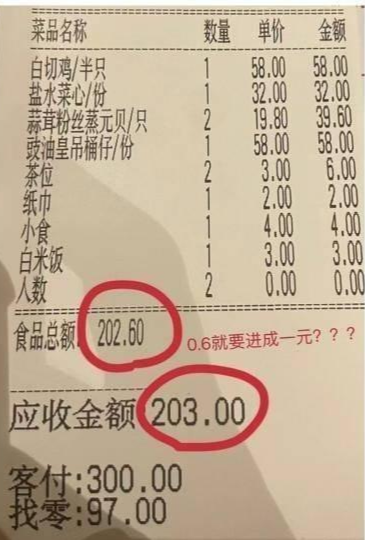 菜品名称 数量 单价 金额
白切鸡/半只 1 58.00 58.00
盐水菜心/份 1 32.00 32.00
蒜茸粉丝蒸元贝/只 2 19.80 39.60
豉油皇吊桶仔/份 1 58.00 58.00
茶位 2 3.00 6.00
纸巾 1 2.00 2.00
小食 1 4.00 4.00
白米饭 1 3.00 3.00
人数 2 0.00 0.00
食品总额: 202.60
0.6就要进成一元???
应收金额:203.00
客付:300.00
找零:97.00